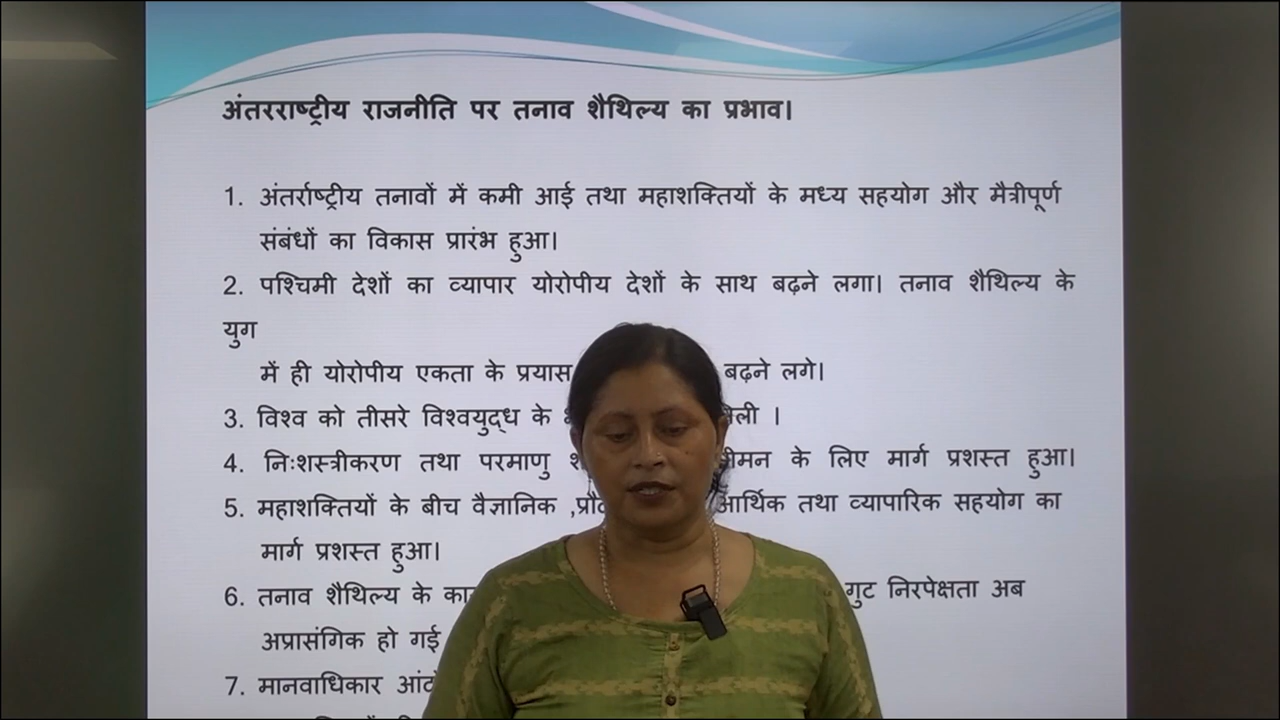 अंतरराष्ट्रीय राजनीति पर तनाव शैथिल्य का प्रभाव।
1. अंतर्राष्ट्रीय तनावों में कमी आई तथा महाशक्तियों के मध्य सहयोग और मैत्रीपूर्ण
संबंधों का विकास प्रारंभ हुआ।
2. पश्चिमी देशों का व्यापार योरोपीय देशों के साथ बढ़ने लगा। तनाव शैथिल्य के
युग
में ही योरोपीय एकता के प्रयास बढ़ने लगे।
3. विश्व को तीसरे विश्वयुद्ध के ।
4. निःशस्त्रीकरण तथा परमाणु के लिए मार्ग प्रशस्त हुआ।
5. महाशक्तियों के बीच वैज्ञानिक , आर्थिक तथा व्यापारिक सहयोग का
मार्ग प्रशस्त हुआ।
6. तनाव शैथिल्य के गुट निरपेक्षता अब
अप्रासंगिक हो गई
7. मानवाधिकार